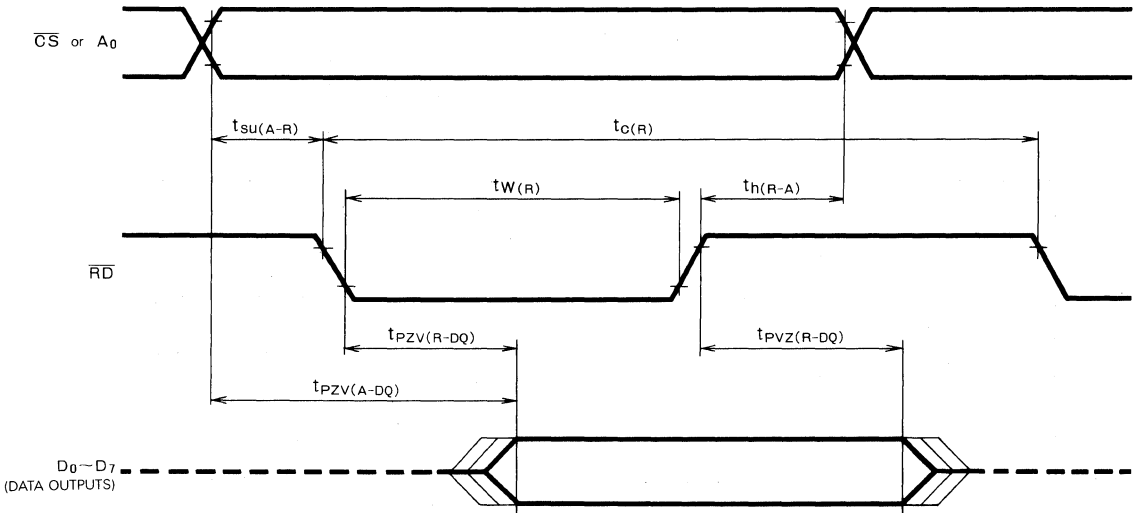 CS or A0
tsu(A-R)
tC(R)
tW(R)
th(R-A)
RD
tPZV(R-DQ)
tPVZ(R-DQ)
tPZV(A-DQ)
D0~D7
(DATA OUTPUTS)